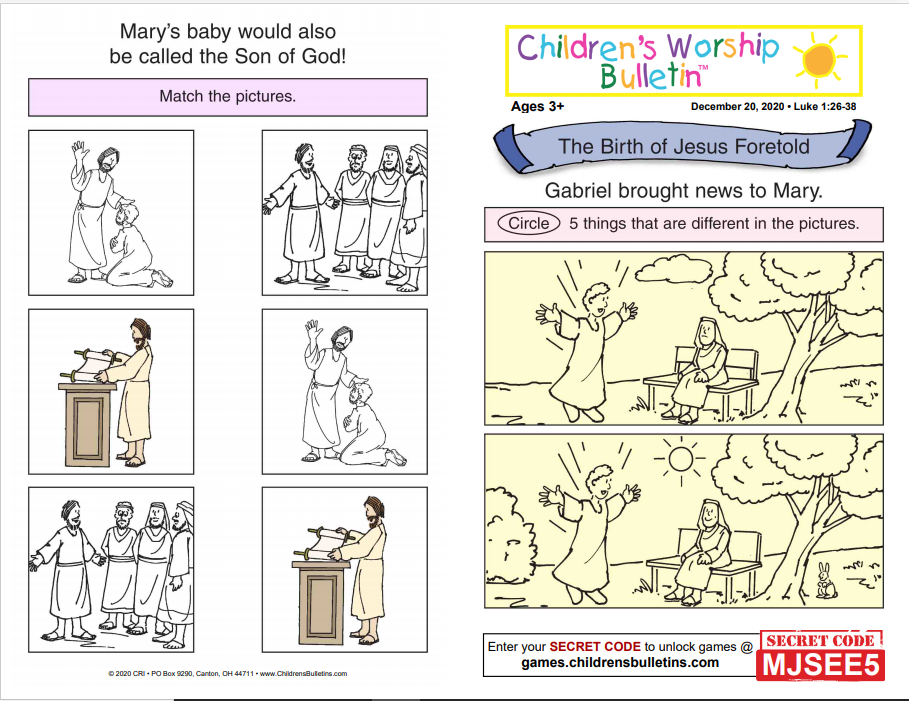 Mary’s baby would also
be called the Son of God!
Match the pictures.
© 2020 CRI • PO Box 9290, Canton, OH 44711 • www.ChildrensBulletins.com
Children's Worship
Bulletin™
Ages 3+
December 20, 2020 • Luke 1:26-38
The Birth of Jesus Foretold
Gabriel brought news to Mary.
Circle 5 things that are different in the pictures.
Enter your SECRET CODE to unlock games @
games.childrensbulletins.com
SECRET CODE
MJSEE5